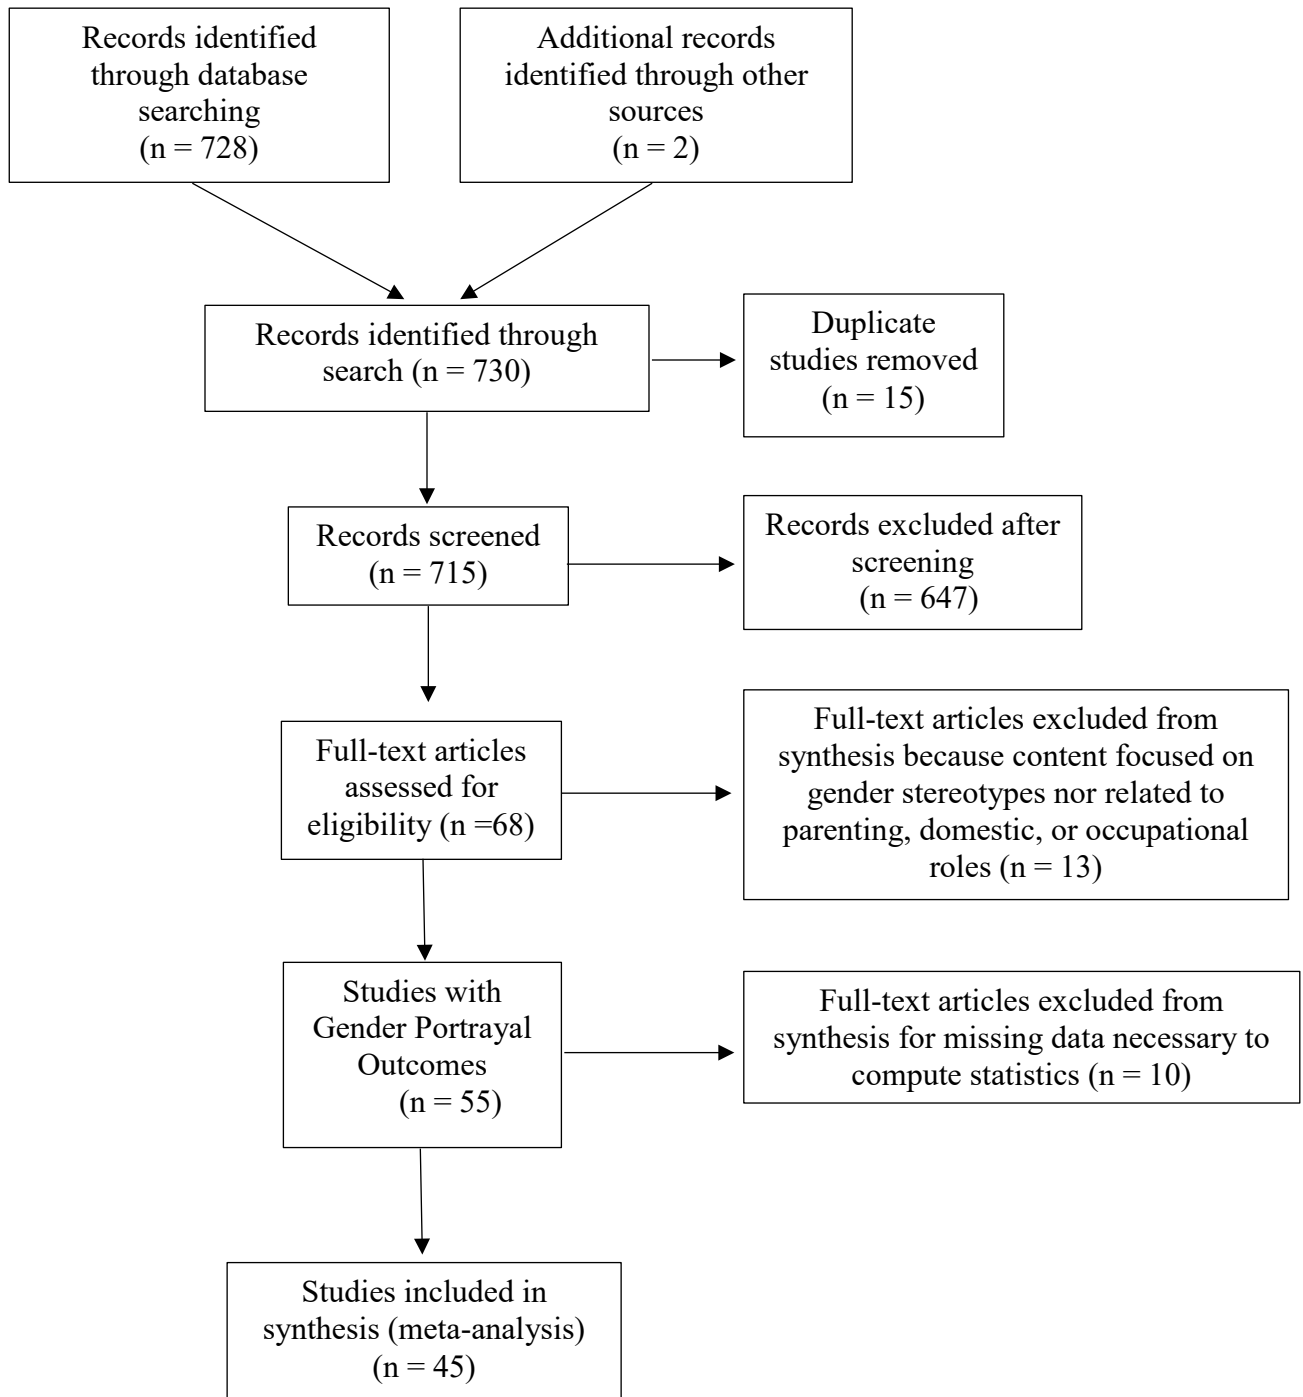 Records identified
through database
searching
(n = 728)
Additional records
identified through other
sources
(n = 2)
Records identified through
search (n = 730)
Duplicate
studies removed
(n = 15)
Records screened
(n = 715)
Records excluded after
screening
(n = 647)
Full-text articles
assessed for
eligibility (n =68)
Full-text articles excluded from
synthesis because content focused on
gender stereotypes nor related to
parenting, domestic, or occupational
roles (n = 13)
Studies with
Gender Portrayal
Outcomes
(n = 55)
Full-text articles excluded from
synthesis for missing data necessary to
compute statistics (n = 10)
Studies included in
synthesis (meta-analysis)
(n = 45)